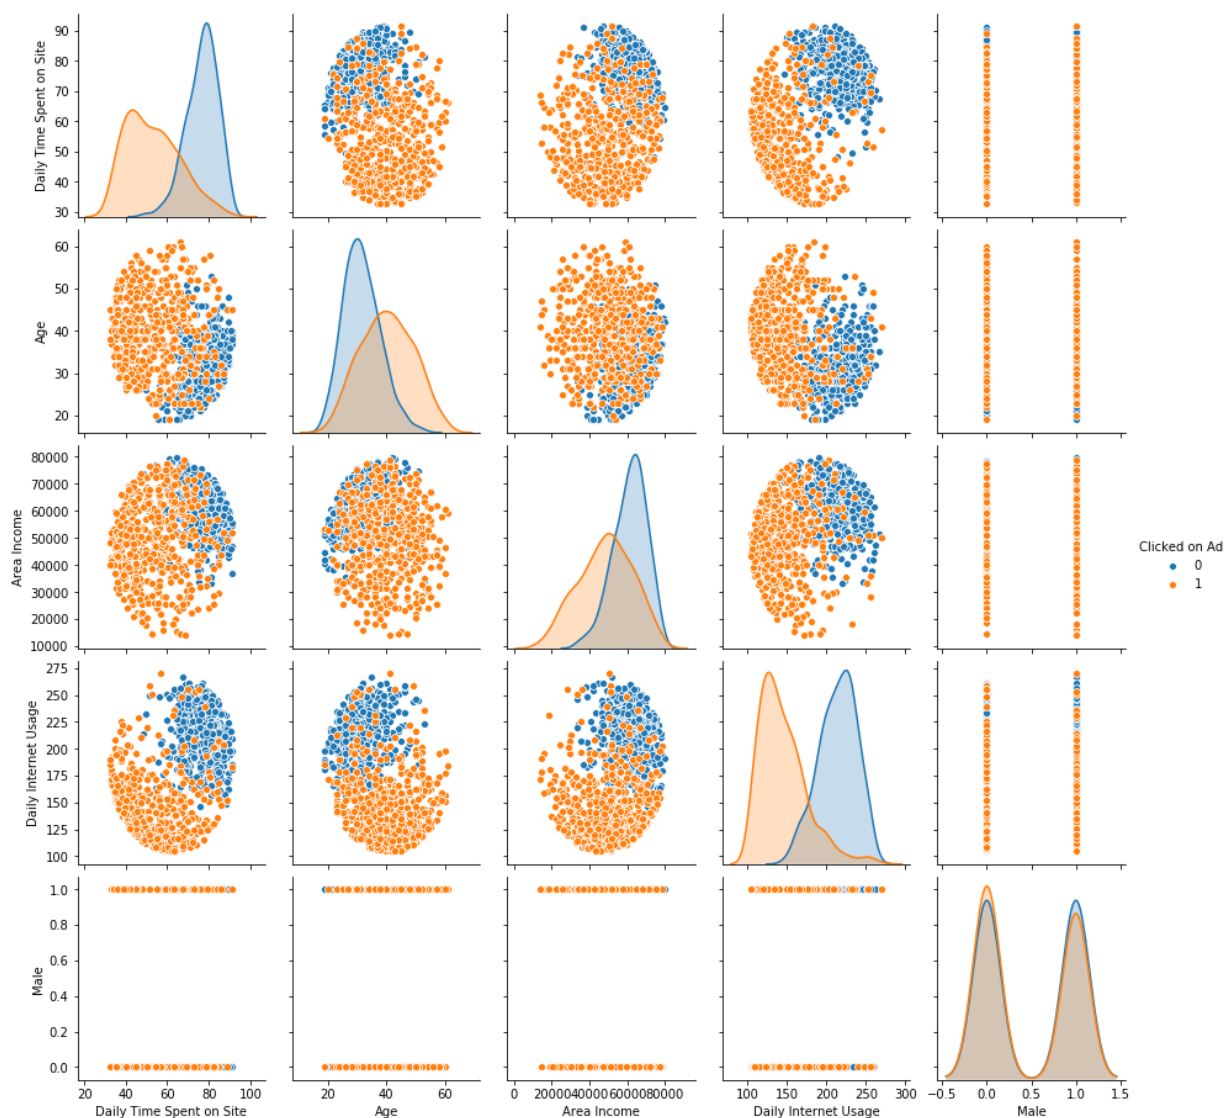 90
80
70
60
50
40
30
Daily Time Spent on Site
60
50
40
30
20
Age
80000
70000
60000
50000
40000
30000
20000
10000
Area Income
Clicked on Ad
0
1
275
250
225
200
175
150
125
100
Daily Internet Usage
1.0
0.8
0.6
0.4
0.2
0.0
Male
20 40 60 80 100
Daily Time Spent on Site
20 40 60
Age
0 20000 40000 60000 80000
Area Income
100 150 200 250 300
Daily Internet Usage
−0.5 0.0 0.5 1.0 1.5
Male